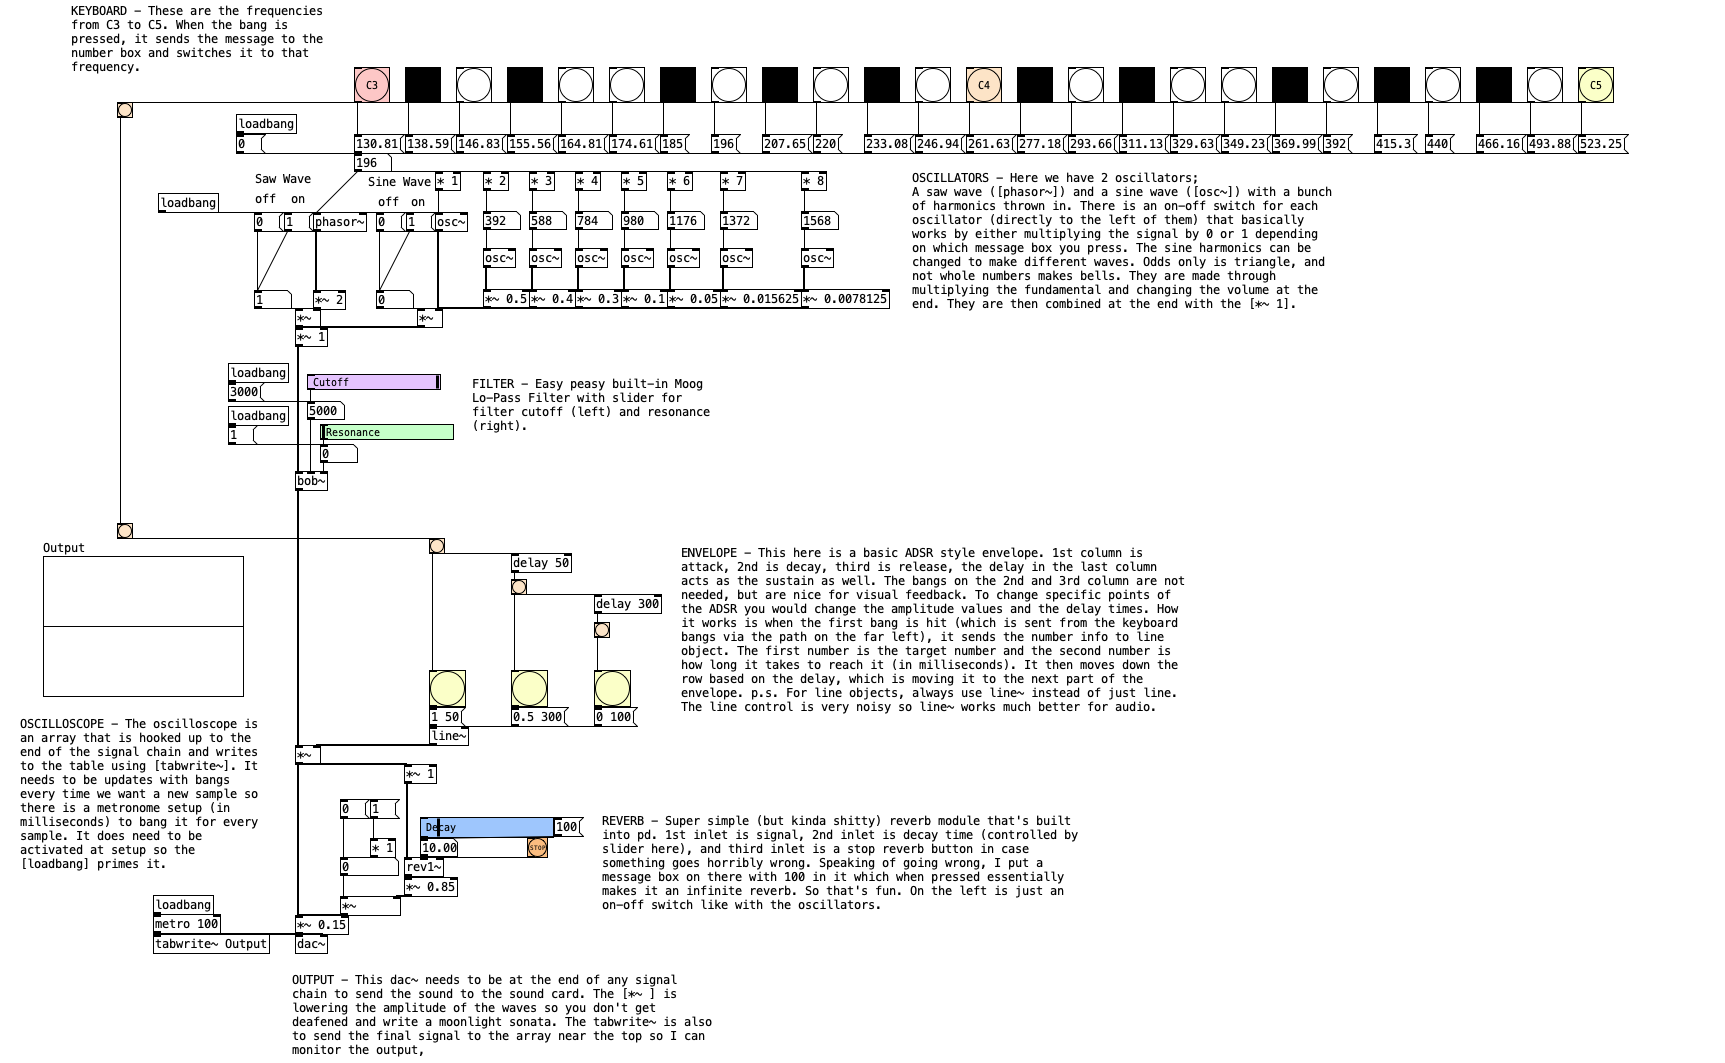 KEYBOARD - These are the frequencies
from C3 to C5. When the bang is
pressed, it sends the message to the
number box and switches it to that
frequency.
C3
C4
C5
loadbang
0
130.81 138.59 146.83 155.56 164.81 174.61 185 196 207.65 220 233.08 246.94 261.63 277.18 293.66 311.13 329.63 349.23 369.99 392 415.3 440 466.16 493.88 523.25
196
Saw Wave
off on
Sine Wave
off on
* 1 * 2 * 3 * 4 * 5 * 6 * 7 * 8
loadbang
0 1 phasor~ 0 1 osc~ 392 588 784 980 1176 1372 1568
osc~ osc~ osc~ osc~ osc~ osc~ osc~
1 *~ 2 0 *~ 0.5 *~ 0.4 *~ 0.3 *~ 0.1 *~ 0.05 *~ 0.015625 *~ 0.0078125
*~ *~
*~ 1
OSCILLATORS - Here we have 2 oscillators;
A saw wave ([phasor~]) and a sine wave ([osc~]) with a bunch
of harmonics thrown in. There is an on-off switch for each
oscillator (directly to the left of them) that basically
works by either multiplying the signal by 0 or 1 depending
on which message box you press. The sine harmonics can be
changed to make different waves. Odds only is triangle, and
not whole numbers makes bells. They are made through
multiplying the fundamental and changing the volume at the
end. They are then combined at the end with the [*~ 1].
loadbang
3000
loadbang
1
Cutoff
5000
Resonance
0
bob~
FILTER - Easy peasy built-in Moog
Lo-Pass Filter with slider for
filter cutoff (left) and resonance
(right).
Output
delay 50
delay 300
1 50 0.5 300 0 100
line~
ENVELOPE - This here is a basic ADSR style envelope. 1st column is
attack, 2nd is decay, third is release, the delay in the last column
acts as the sustain as well. The bangs on the 2nd and 3rd column are not
needed, but are nice for visual feedback. To change specific points of
the ADSR you would change the amplitude values and the delay times. How
it works is when the first bang is hit (which is sent from the keyboard
bangs via the path on the far left), it sends the number info to line
object. The first number is the target number and the second number is
how long it takes to reach it (in milliseconds). It then moves down the
row based on the delay, which is moving it to the next part of the
envelope. p.s. For line objects, always use line~ instead of just line.
The line control is very noisy so line~ works much better for audio.
OSCILLOSCOPE - The oscilloscope is
an array that is hooked up to the
end of the signal chain and writes
to the table using [tabwrite~]. It
needs to be updates with bangs
every time we want a new sample so
there is a metronome setup (in
milliseconds) to bang it for every
sample. It does need to be
activated at setup so the
[loadbang] primes it.
*~
*~ 1
0 1
Decay
100
* 1
10.00
STOP
0
rev1~
*~ 0.85
*~
REVERB - Super simple (but kinda shitty) reverb module that's built
into pd. 1st inlet is signal, 2nd inlet is decay time (controlled by
slider here), and third inlet is a stop reverb button in case
something goes horribly wrong. Speaking of going wrong, I put a
message box on there with 100 in it which when pressed essentially
makes it an infinite reverb. So that's fun. On the left is just an
on-off switch like with the oscillators.
loadbang
metro 100
tabwrite~ Output
*~ 0.15
dac~
OUTPUT - This dac~ needs to be at the end of any signal
chain to send the sound to the sound card. The [*~ ] is
lowering the amplitude of the waves so you don't get
deafened and write a moonlight sonata. The tabwrite~ is also
to send the final signal to the array near the top so I can
monitor the output,